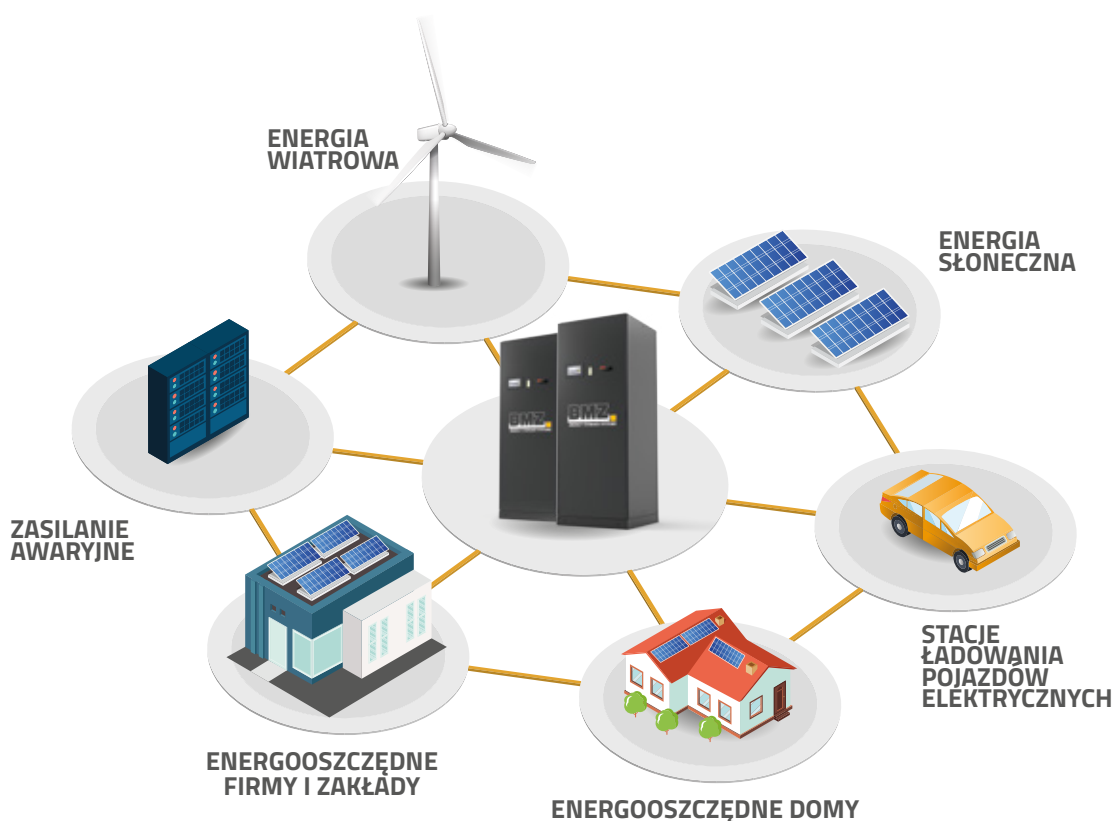 ENERGIA
WIATROWA
ENERGIA
SŁONECZNA
BMZ
BMZ
ZASILANIE
AWARYJNE
STACJE
ŁADOWANIA
POJAZDÓW
ELEKTRYCZNYCH
ENERGOOSZCZĘDNE
FIRMY I ZAKŁADY
ENERGOOSZCZĘDNE DOMY